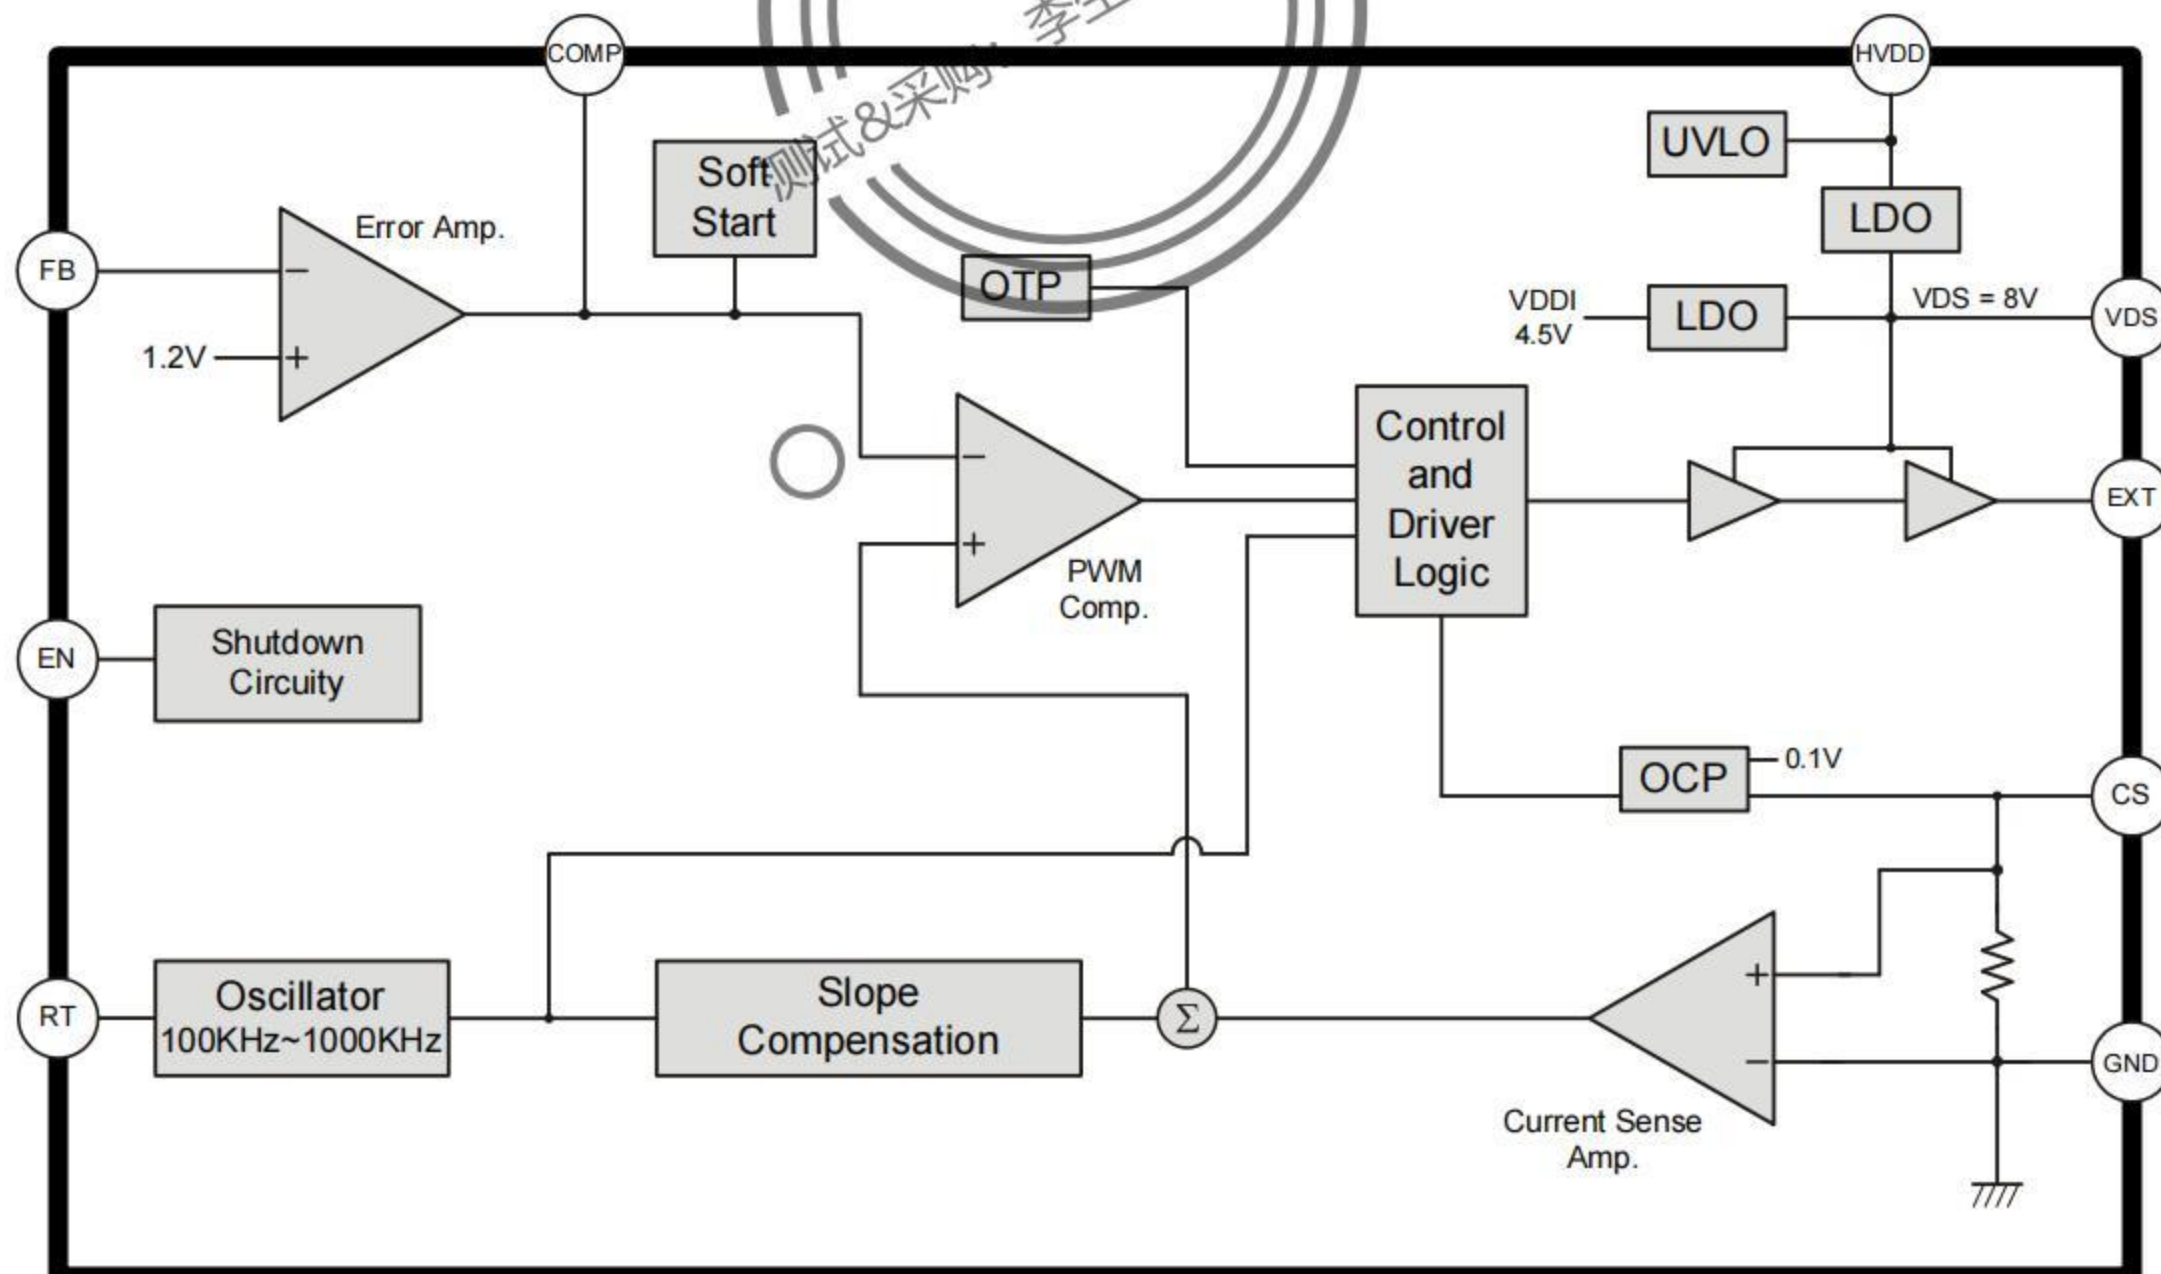 COMP
HVDD
测试&采购:
UVLO
Soft
Start
LDO
Error Amp.
FB
−
OTP
VDDI
4.5V
LDO
VDS = 8V
VDS
1.2V
+
Control
and
Driver
Logic
−
+
EXT
PWM
Comp.
EN
Shutdown
Circuity
OCP
0.1V
CS
RT
Oscillator
100KHz~1000KHz
Slope
Compensation
Σ
+
−
GND
Current Sense
Amp.